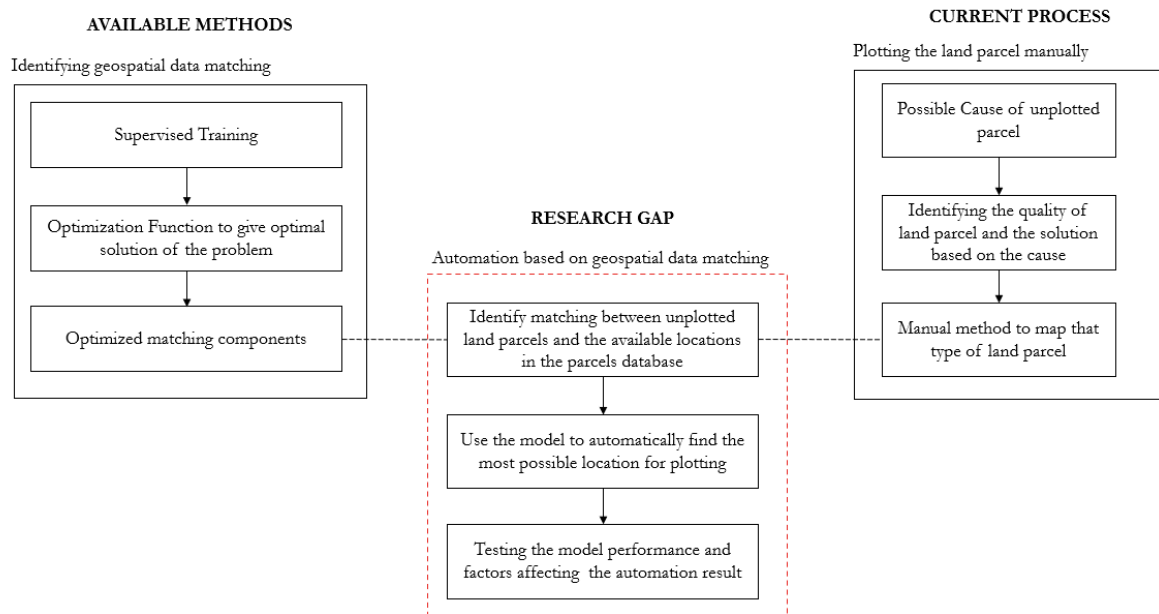 AVAILABLE METHODS
Identifying geospatial data matching
Supervised Training
Optimization Function to give optimal
solution of the problem
Optimized matching components
RESEARCH GAP
Automation based on geospatial data matching
Identify matching between unplotted
land parcels and the available locations
in the parcels database
Use the model to automatically find the
most possible location for plotting
Testing the model performance and
factors affecting the automation result
CURRENT PROCESS
Plotting the land parcel manually
Possible Cause of unplotted
parcel
Identifying the quality of
land parcel and the solution
based on the cause
Manual method to map that
type of land parcel